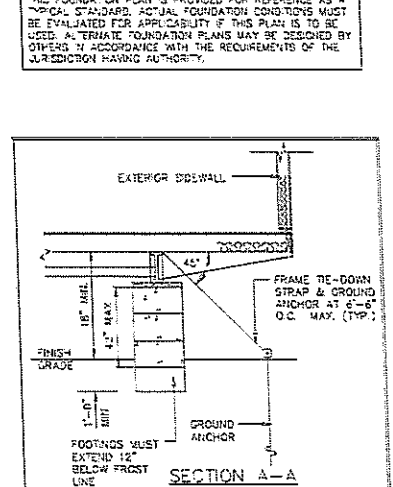 THIS FOUNDATION PLAN IS PROVIDED FOR REFERENCE AS A
TYPICAL STANDARD. ACTUAL FOUNDATION CONDITIONS MUST
BE EVALUATED FOR APPLICABILITY IF THIS PLAN IS TO BE
USED. ALTERNATE FOUNDATION PLANS MAY BE DESIGNED BY
OTHERS IN ACCORDANCE WITH THE REQUIREMENTS OF THE
JURISDICTION HAVING AUTHORITY.
EXTERIOR SIDEWALL
45°
FRAME TIE-DOWN
STRAP & GROUND
ANCHOR AT 6'-6"
O.C. MAX. (TYP.)
18" MIN.
MAX.
FINISH
GRADE
1'-0"
MIN
GROUND
ANCHOR
FOOTINGS MUST
EXTEND 12"
BELOW FROST
LINE
SECTION A-A